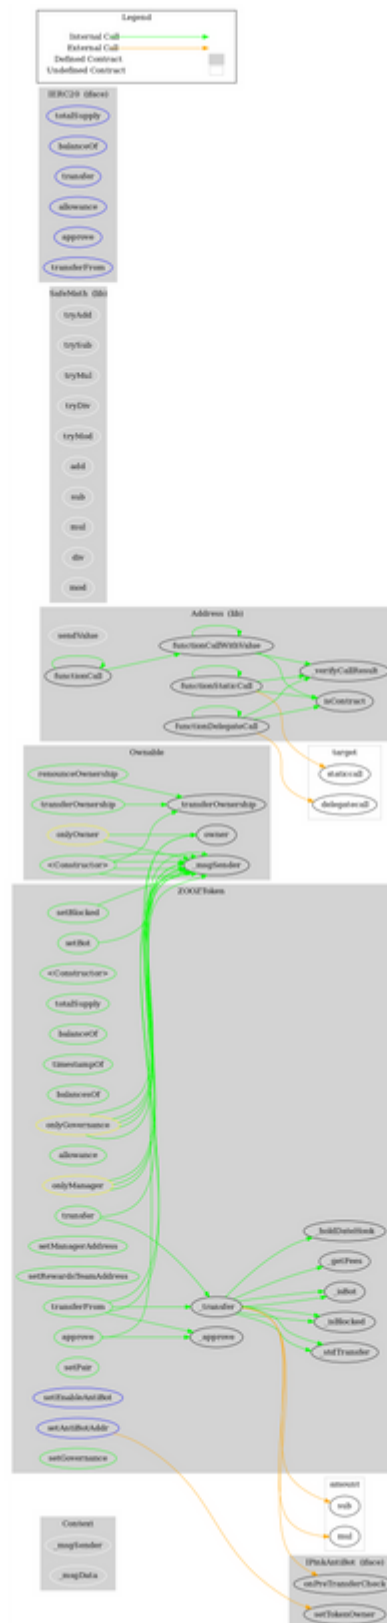 Legend
Internal Call
External Call
Defined Contract
Undefined Contract
IERC20 (iface)
totalSupply
balanceOf
transfer
allowance
approve
transferFrom
SafeMath (lib)
tryAdd
trySub
tryMul
tryDiv
tryMod
add
sub
mul
div
mod
Address (lib)
sendValue
functionCall
functionCallWithValue
functionStaticCall
functionDelegateCall
verifyCallResult
isContract
target
staticcall
delegatecall
Ownable
renounceOwnership
transferOwnership
onlyOwner
<Constructor>
_transferOwnership
owner
_msgSender
ZOOZToken
setBlocked
setBot
<Constructor>
totalSupply
balanceOf
timestampOf
balancesOf
onlyGovernance
allowance
onlyManager
transfer
setManagerAddress
setRewardsTeamAddress
transferFrom
approve
setPair
setEnableAntiBot
setAntiBotAddr
setGovernance
_transfer
_approve
_holdDateHook
_getFees
_isBot
_isBlocked
_stdTransfer
amount
sub
mul
Context
_msgSender
_msgData
IPinkAntiBot (iface)
onPreTransferCheck
setTokenOwner